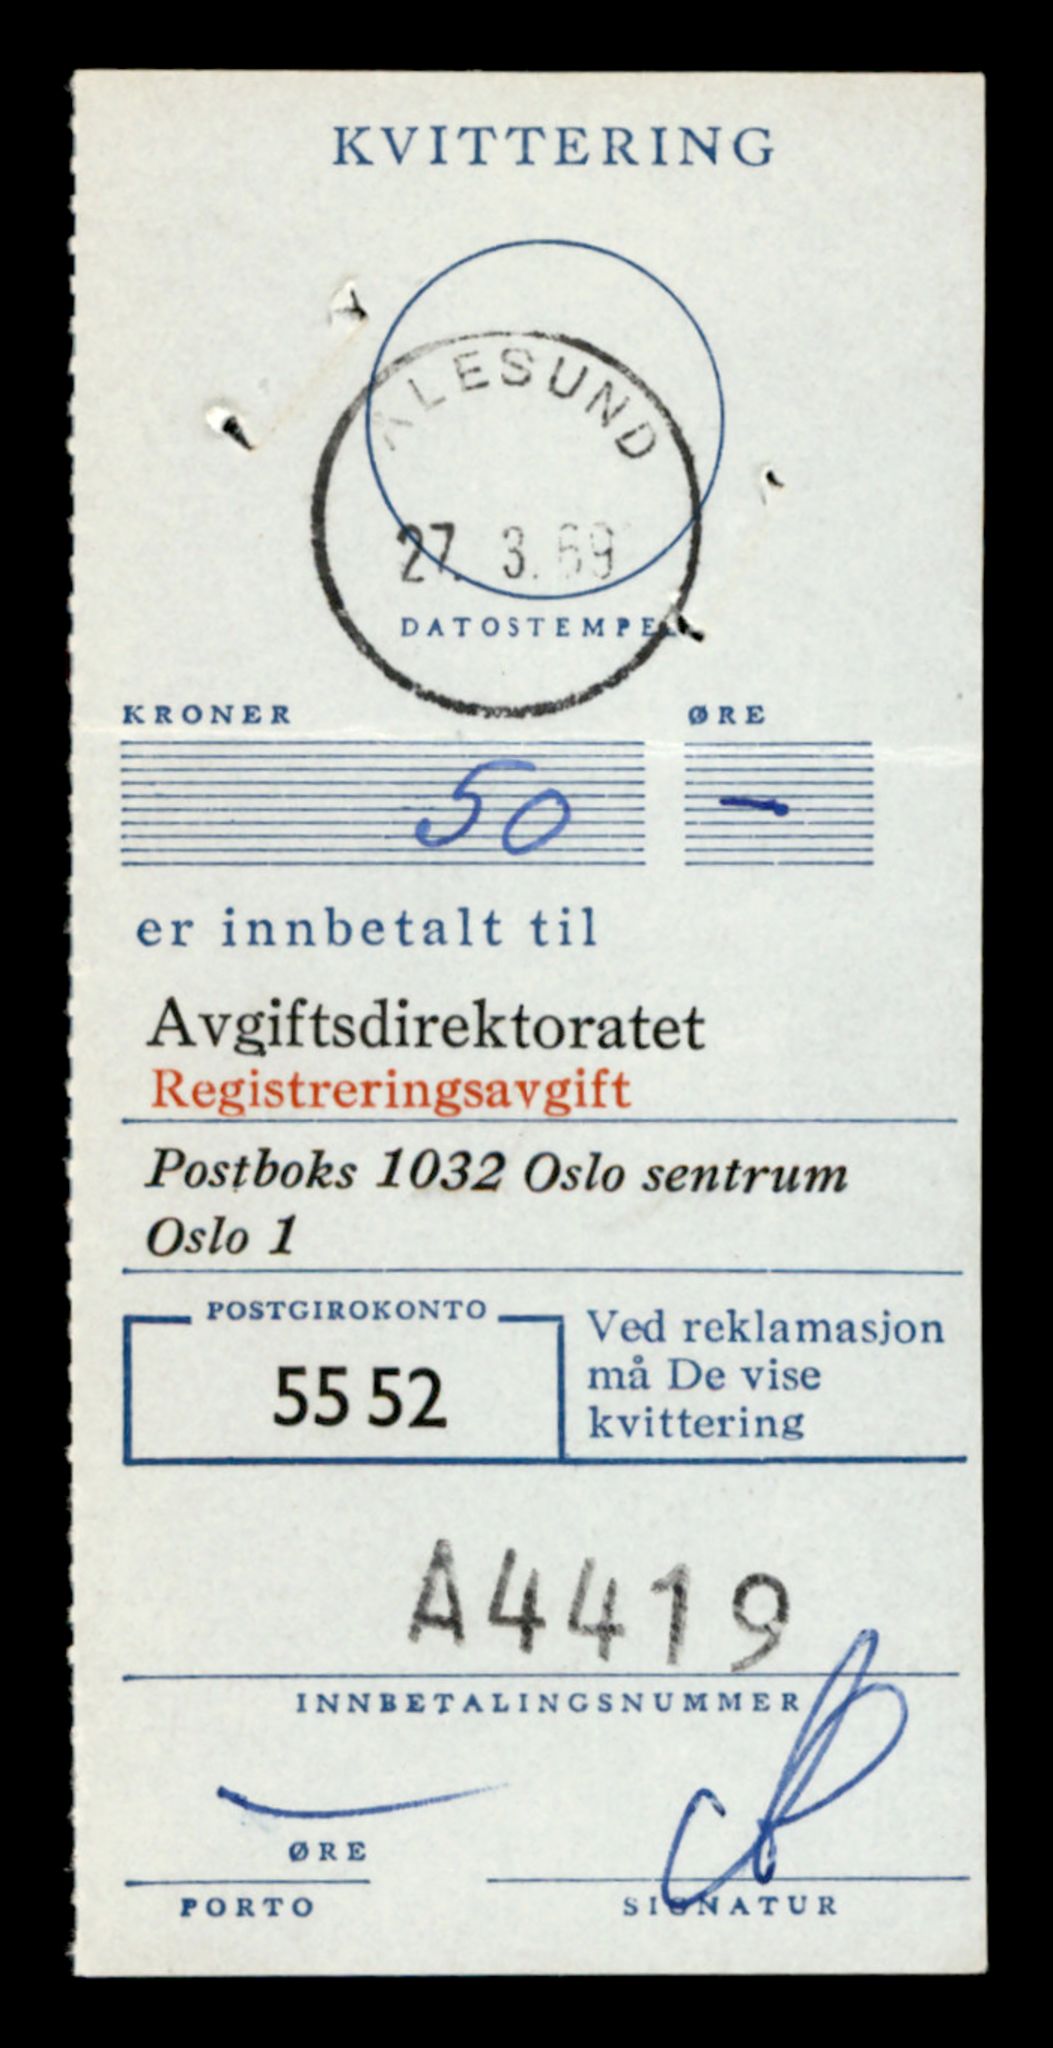 KVITTERING
ÅLESUND
27. 3. 69
DATOSTEMPEL
KRONER ØRE
50 —
er innbetalt til
Avgiftsdirektoratet
Registreringsavgift
Postboks 1032 Oslo sentrum
Oslo 1
POSTGIROKONTO
55 52
Ved reklamasjon
må De vise
kvittering
A4419
INNBETALINGSNUMMER
ØRE
PORTO
SIGNATUR